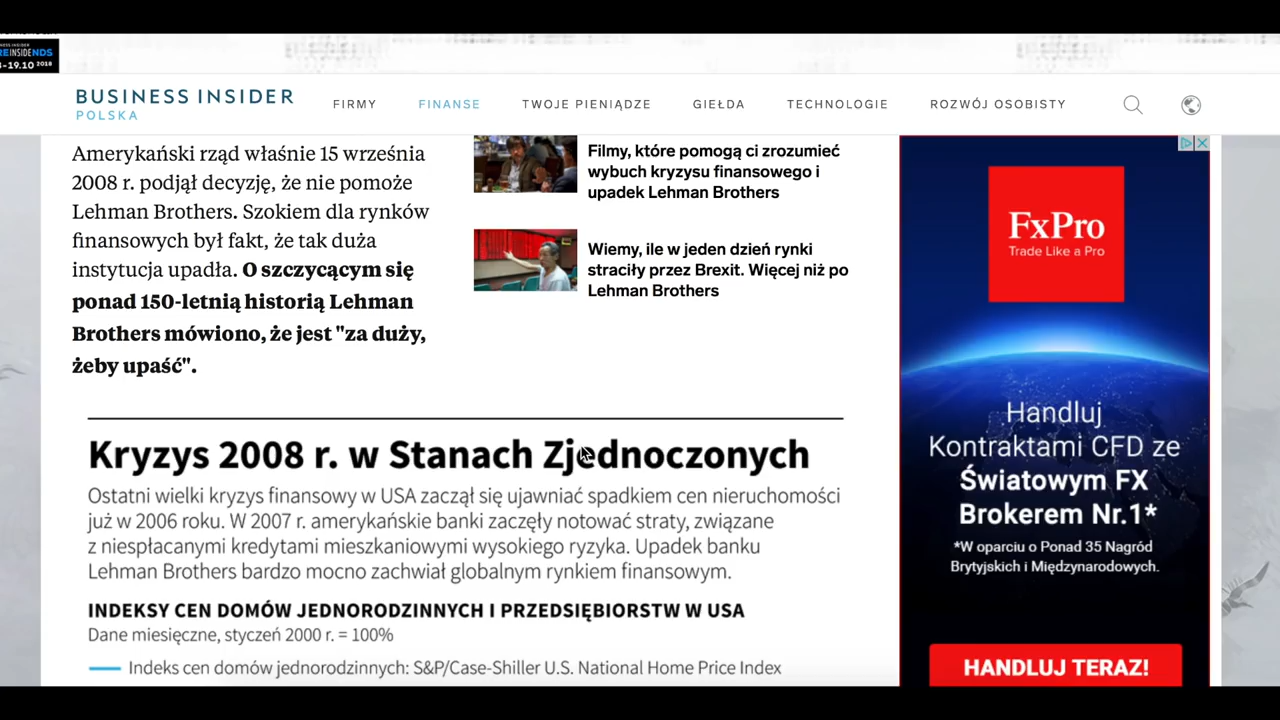 BUSINESS INSIDER
POLSKA
FIRMY
FINANSE
TWOJE PIENIĄDZE
GIEŁDA
TECHNOLOGIE
ROZWÓJ OSOBISTY
Amerykański rząd właśnie 15 września
2008 r. podjął decyzję, że nie pomoże
Lehman Brothers. Szokiem dla rynków
finansowych był fakt, że tak duża
instytucja upadła. O szczycącym się
ponad 150-letnią historią Lehman
Brothers mówiono, że jest "za duży,
żeby upaść".
Filmy, które pomogą ci zrozumieć
wybuch kryzysu finansowego i
upadek Lehman Brothers
Wiemy, ile w jeden dzień rynki
straciły przez Brexit. Więcej niż po
Lehman Brothers
Kryzys 2008 r. w Stanach Zjednoczonych
Ostatni wielki kryzys finansowy w USA zaczął się ujawniać spadkiem cen nieruchomości
już w 2006 roku. W 2007 r. amerykańskie banki zaczęły notować straty, związane
z niespłacanymi kredytami mieszkaniowymi wysokiego ryzyka. Upadek banku
Lehman Brothers bardzo mocno zachwiał globalnym rynkiem finansowym.
INDEKSY CEN DOMÓW JEDNORODZINNYCH I PRZEDSIĘBIORSTW W USA
Dane miesięczne, styczeń 2000 r. = 100%
Indeks cen domów jednorodzinnych: S&P/Case-Shiller U.S. National Home Price Index
FxPro
Trade Like a Pro
Handluj
Kontraktami CFD ze
Światowym FX
Brokerem Nr.1*
*W oparciu o Ponad 35 Nagród
Brytyjskich i Międzynarodowych.
HANDLUJ TERAZ!